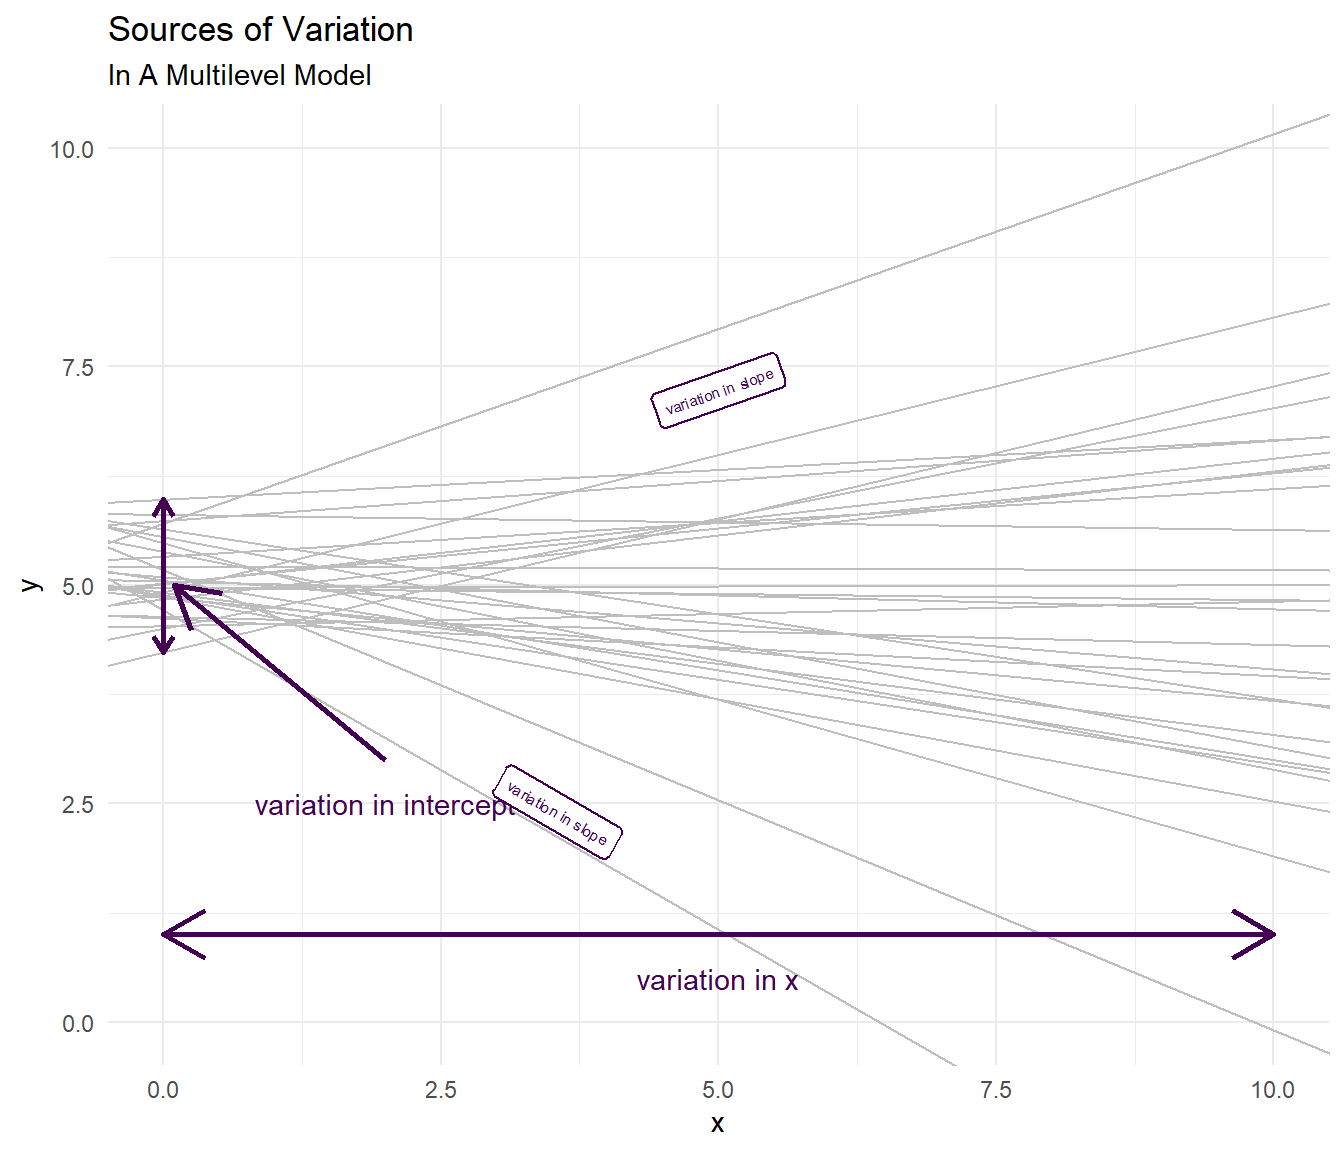 Sources of Variation
In A Multilevel Model
10.0
7.5
variation in slope
y
5.0
variation in intercept
variation in slope
2.5
variation in x
0.0
0.0 2.5 5.0 7.5 10.0
x